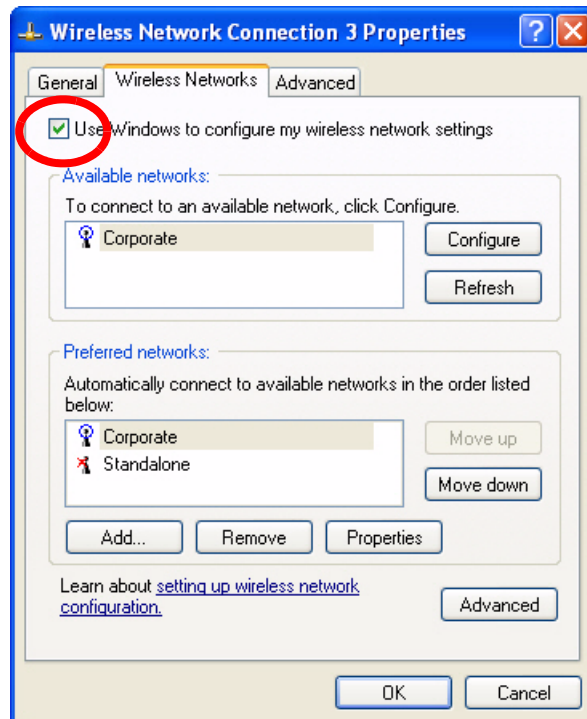 Wireless Network Connection 3 Properties
General Wireless Networks Advanced
Use Windows to configure my wireless network settings
Available networks:
To connect to an available network, click Configure.
Corporate
Configure
Refresh
Preferred networks:
Automatically connect to available networks in the order listed
below:
Corporate
Standalone
Move up
Move down
Add... Remove Properties
Learn about setting up wireless network
configuration.
Advanced
OK Cancel